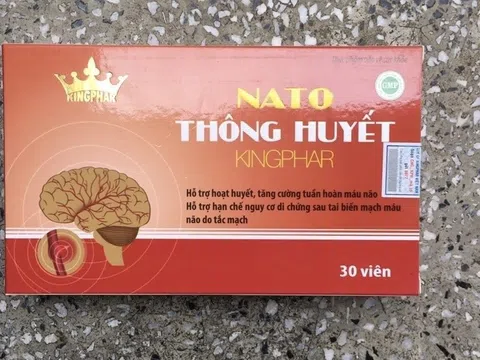 KINGPHAR
GMP
NATO
THÔNG HUYẾT
KINGPHAR
Hỗ trợ hoạt huyết, tăng cường tuần hoàn máu não
Hỗ trợ hạn chế nguy cơ di chứng sau tai biến mạch máu
não do tắc mạch
30 viên